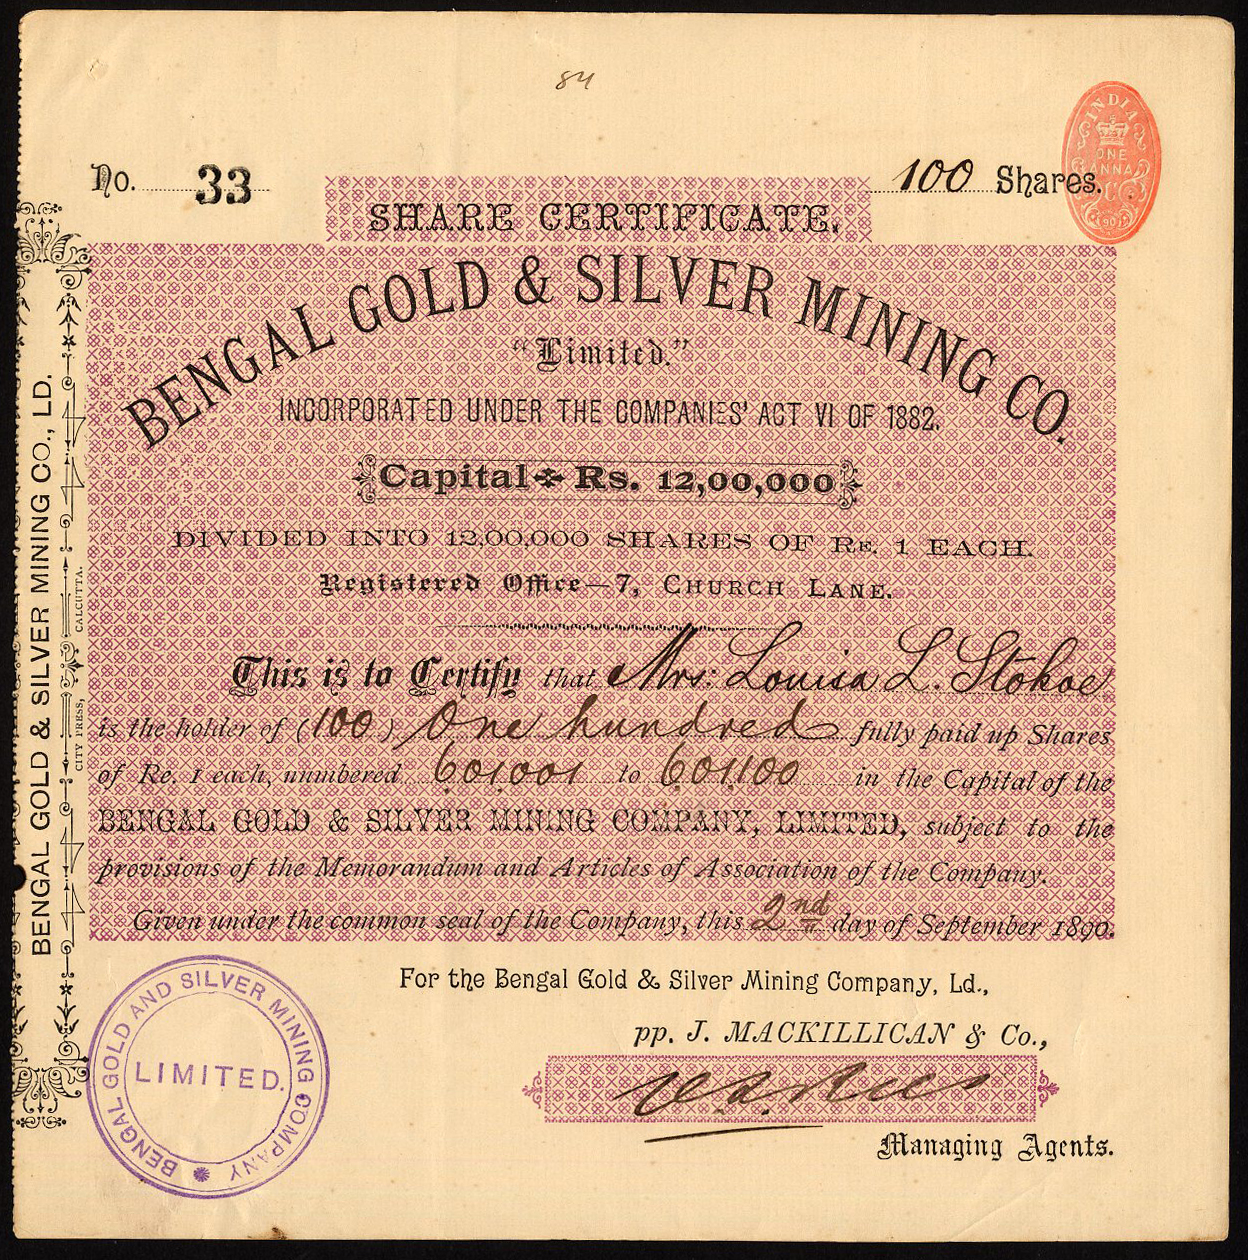 84
No. 33
100 Shares.
INDIA
ONE
ANNA
SHARE CERTIFICATE.
BENGAL GOLD & SILVER MINING CO.
"Limited."
INCORPORATED UNDER THE COMPANIES' ACT VI OF 1882.
Capital Rs. 12,00,000
DIVIDED INTO 12,00,000 SHARES OF RE. 1 EACH.
Registered Office—7, CHURCH LANE.
This is to Certify that Mrs: Louisa L. Stokoe
is the holder of (100) One hundred fully paid up Shares
of Re. 1 each, numbered 601,001 to 601,100 in the Capital of the
BENGAL GOLD & SILVER MINING COMPANY, LIMITED, subject to the
provisions of the Memorandum and Articles of Association of the Company.
Given under the common seal of the Company, this 2nd day of September 1890.
For the Bengal Gold & Silver Mining Company, Ld.,
pp. J. MACKILLICAN & Co.,
Managing Agents.
BENGAL GOLD AND SILVER MINING COMPANY
LIMITED.
BENGAL GOLD & SILVER MINING CO., LD.
CITY PRESS, CALCUTTA.